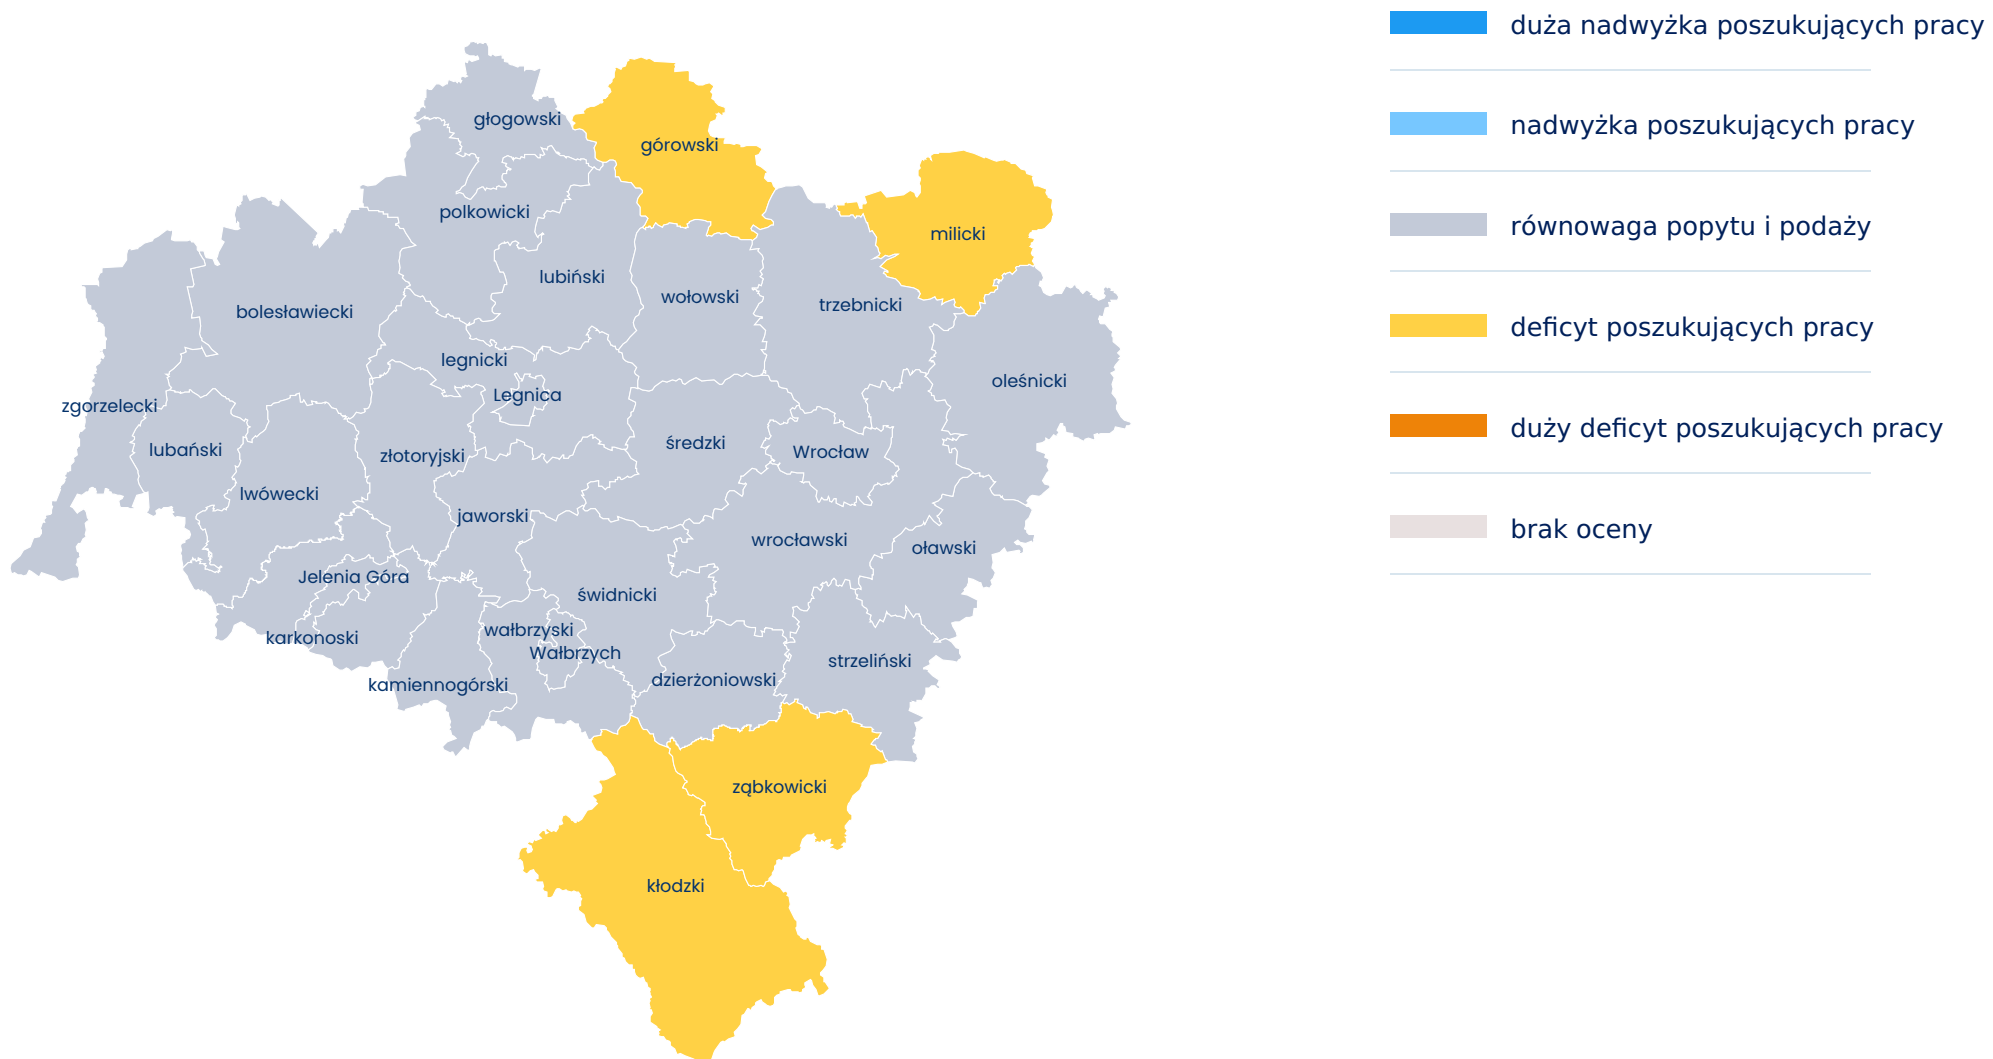 duża nadwyżka poszukujących pracy
nadwyżka poszukujących pracy
równowaga popytu i podaży
deficyt poszukujących pracy
duży deficyt poszukujących pracy
brak oceny
głogowski
górowski
polkowicki
milicki
lubiński
wołowski
trzebnicki
bolesławiecki
legnicki
Legnica
oleśnicki
zgorzelecki
lubański
złotoryjski
średzki
Wrocław
lwówecki
jaworski
wrocławski
oławski
Jelenia Góra
świdnicki
karkonoski
wałbrzyski
Wałbrzych
strzeliński
kamiennogórski
dzierżoniowski
ząbkowicki
kłodzki